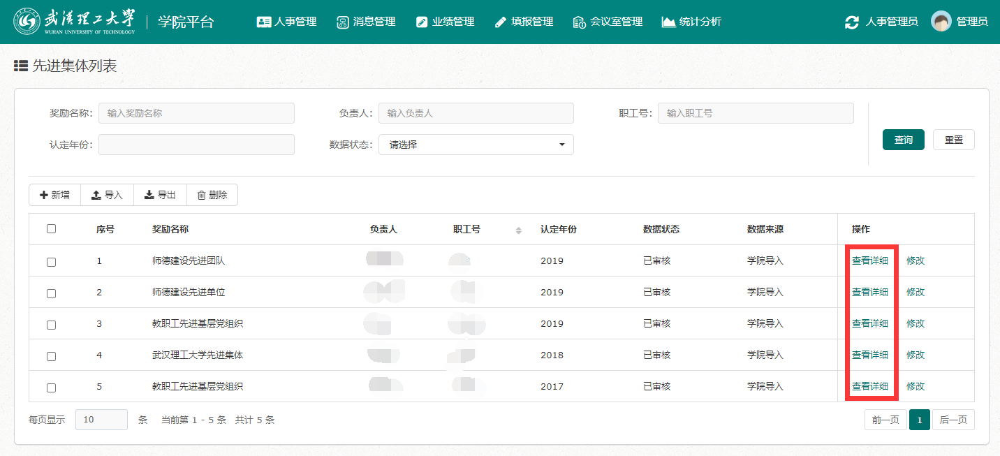 武汉理工大学 学院平台 人事管理 消息管理 业绩管理 填报管理 会议室管理 统计分析 人事管理员 管理员
WUHAN UNIVERSITY OF TECHNOLOGY
先进集体列表
奖励名称: 输入奖励名称 负责人: 输入负责人 职工号: 输入职工号
认定年份: 数据状态: 请选择
查询 重置
新增 导入 导出 删除
序号 奖励名称 负责人 职工号 认定年份 数据状态 数据来源 操作
1 师德建设先进团队 2019 已审核 学院导入 查看详细 修改
2 师德建设先进单位 2019 已审核 学院导入 查看详细 修改
3 教职工先进基层党组织 2019 已审核 学院导入 查看详细 修改
4 武汉理工大学先进集体 2018 已审核 学院导入 查看详细 修改
5 教职工先进基层党组织 2017 已审核 学院导入 查看详细 修改
每页显示 10 条 当前第 1 - 5 条 共计 5 条 前一页 1 后一页